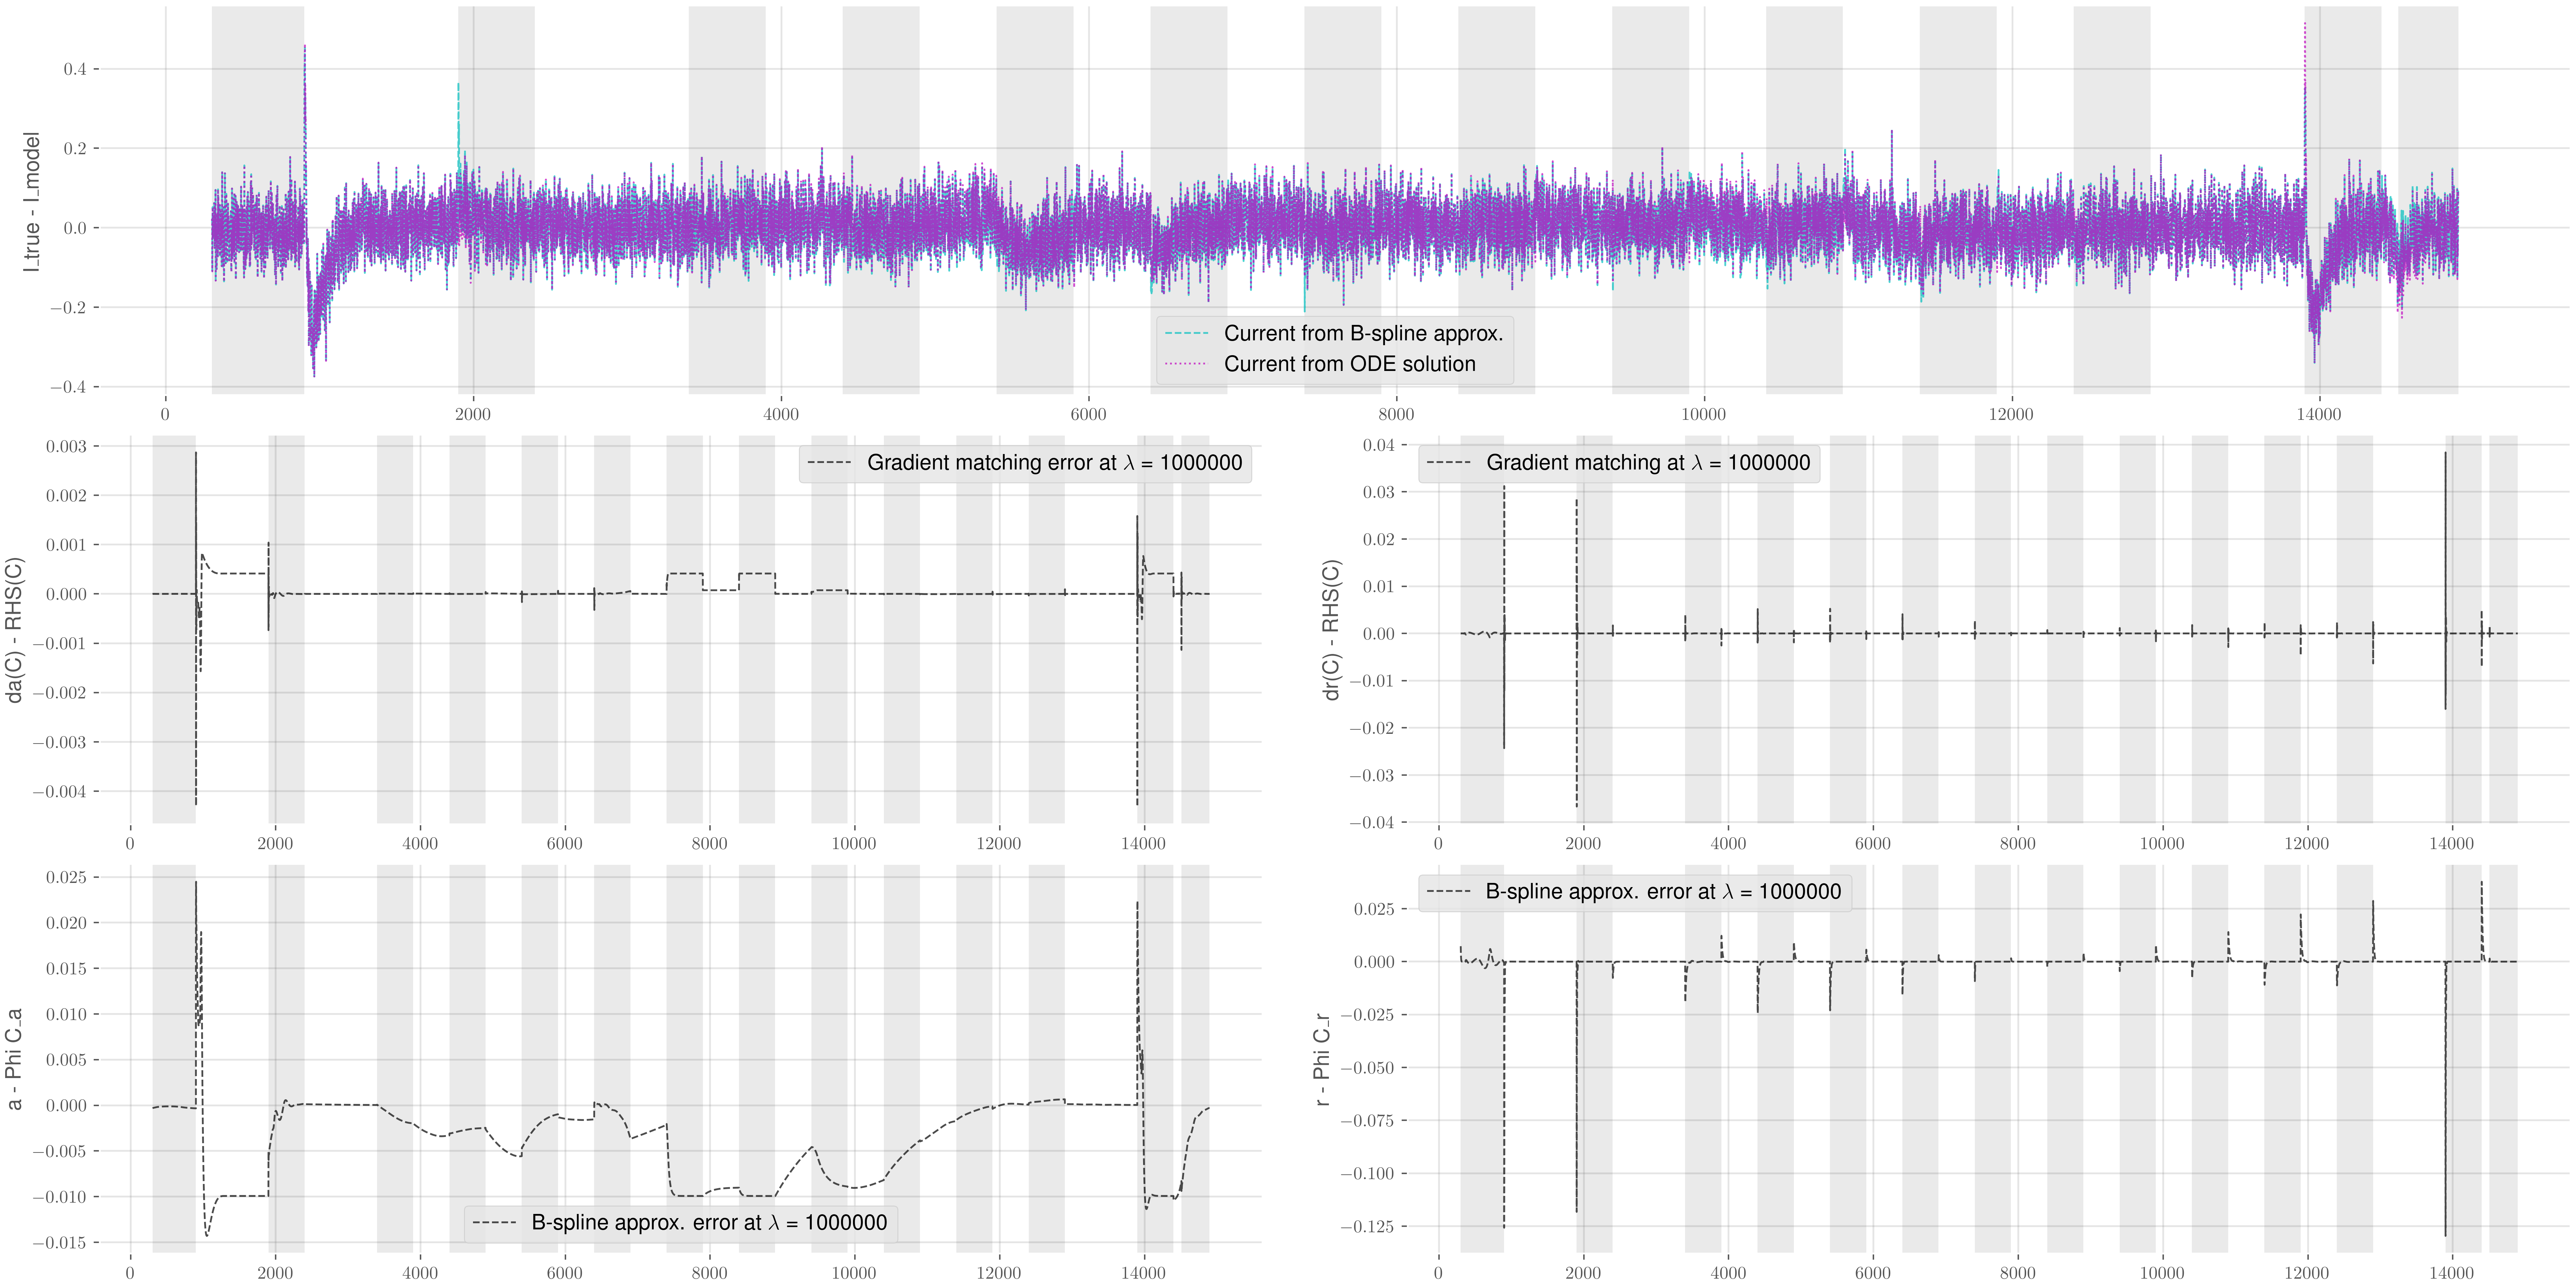 I_true - I_model
0.4
0.2
0.0
−0.2
−0.4
Current from B-spline approx.
Current from ODE solution
0 2000 4000 6000 8000 10000 12000 14000
da(C) - RHS(C)
0.003
0.002
0.001
0.000
−0.001
−0.002
−0.003
−0.004
Gradient matching error at λ = 1000000
0 2000 4000 6000 8000 10000 12000 14000
dr(C) - RHS(C)
0.04
0.03
0.02
0.01
0.00
−0.01
−0.02
−0.03
−0.04
Gradient matching at λ = 1000000
0 2000 4000 6000 8000 10000 12000 14000
a - Phi C_a
0.025
0.020
0.015
0.010
0.005
0.000
−0.005
−0.010
−0.015
B-spline approx. error at λ = 1000000
0 2000 4000 6000 8000 10000 12000 14000
r - Phi C_r
0.025
0.000
−0.025
−0.050
−0.075
−0.100
−0.125
B-spline approx. error at λ = 1000000
0 2000 4000 6000 8000 10000 12000 14000